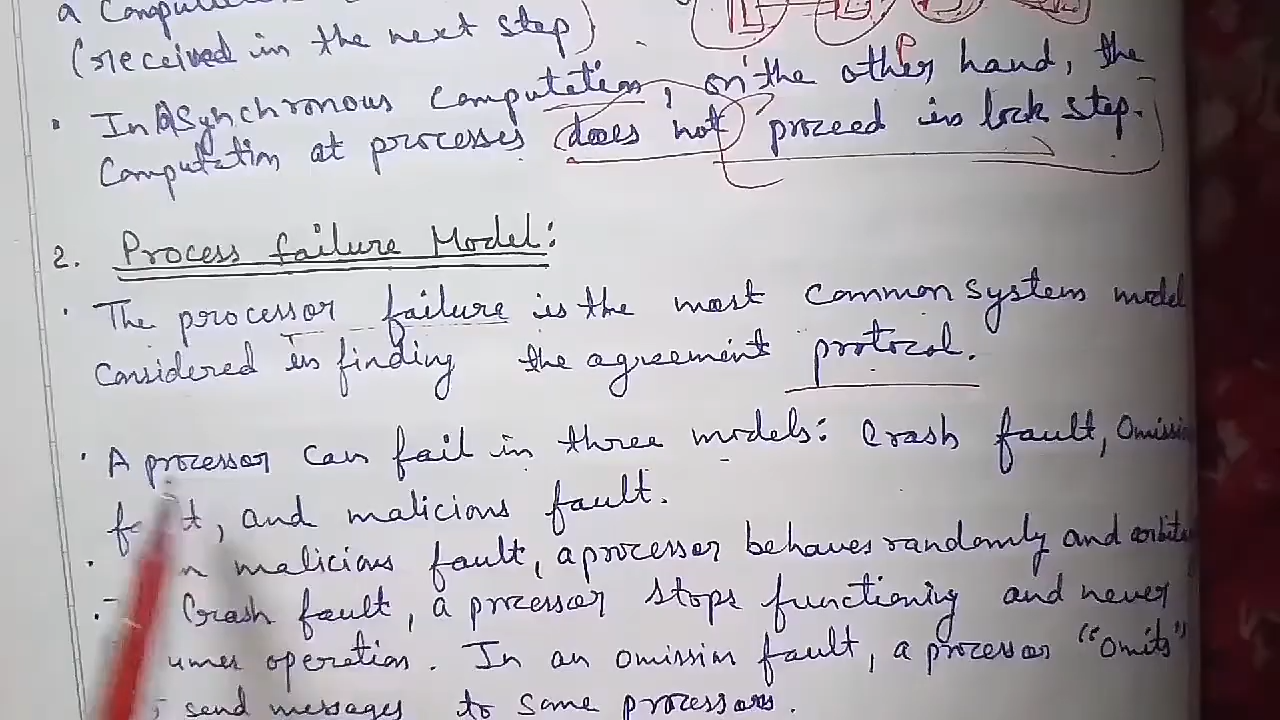 a Computation
(received in the next step).
• In Asynchronous Computation, on the other hand, the
Computation at processes does not proceed in lock step.
2. Process failure Model:
• The processor failure is the most common system model
Considered in finding the agreement protocol.
• A processor can fail in three models: Crash fault, Omissi
fault, and malicious fault.
• n malicious fault, a processor behaves randomly and arbit
• Crash fault, a processor stops functioning and never
umes operation. In an omission fault, a processor "omits"
send messages to some processors.